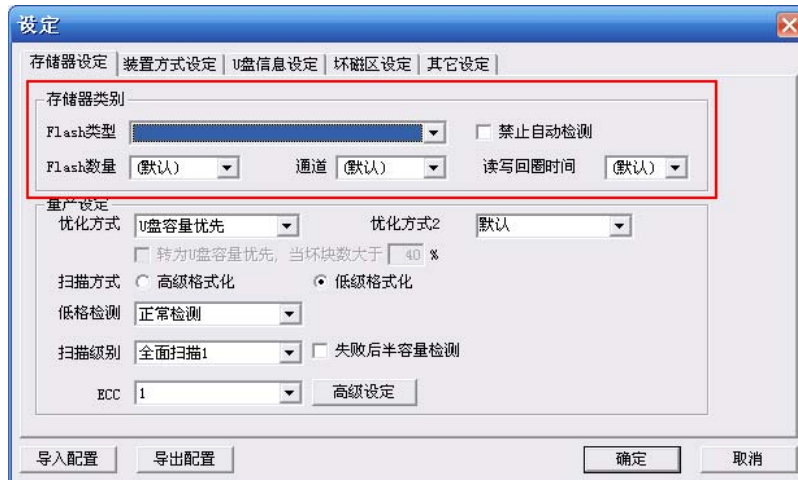 设定
存储器设定 装置方式设定 U盘信息设定 坏磁区设定 其它设定
存储器类别
Flash类型 禁止自动检测
Flash数量 (默认) 通道 (默认) 读写回圈时间 (默认)
量产设定
优化方式 U盘容量优先 优化方式2 默认
转为U盘容量优先，当坏块数大于 40 %
扫描方式 高级格式化 低级格式化
低格检测 正常检测
扫描级别 全面扫描1 失败后半容量检测
ECC 1 高级设定
导入配置 导出配置 确定 取消